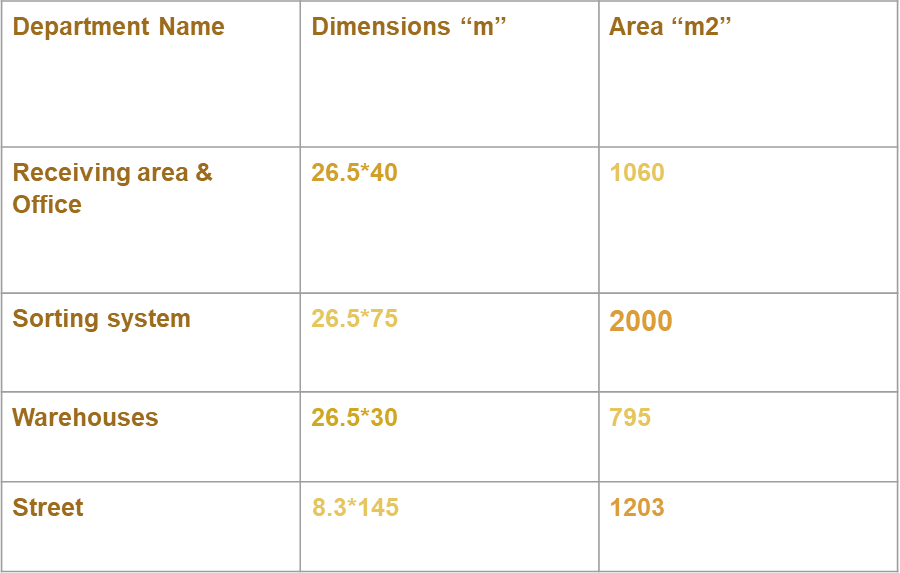 Department Name
Dimensions “m”
Area “m2”
Receiving area &
Office
26.5*40
1060
Sorting system
26.5*75
2000
Warehouses
26.5*30
795
Street
8.3*145
1203